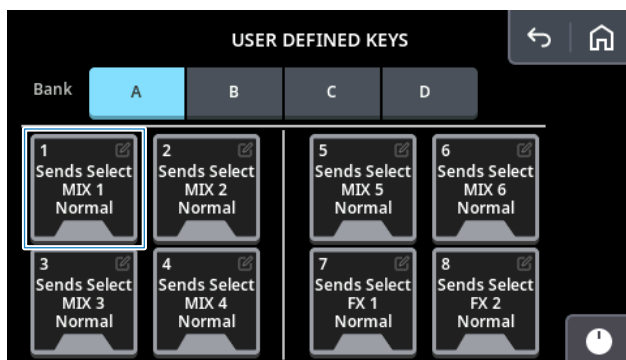 USER DEFINED KEYS
Bank
A
B
C
D
1
Sends Select
MIX 1
Normal
2
Sends Select
MIX 2
Normal
5
Sends Select
MIX 5
Normal
6
Sends Select
MIX 6
Normal
3
Sends Select
MIX 3
Normal
4
Sends Select
MIX 4
Normal
7
Sends Select
FX 1
Normal
8
Sends Select
FX 2
Normal